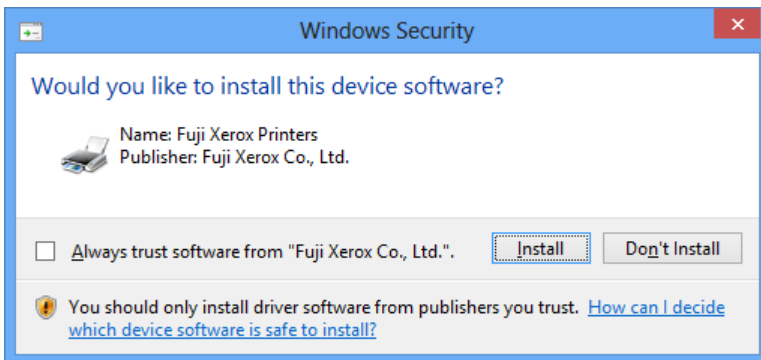 Windows Security
Would you like to install this device software?
Name: Fuji Xerox Printers
Publisher: Fuji Xerox Co., Ltd.
Always trust software from "Fuji Xerox Co., Ltd.". Install Don't Install
You should only install driver software from publishers you trust. How can I decide
which device software is safe to install?